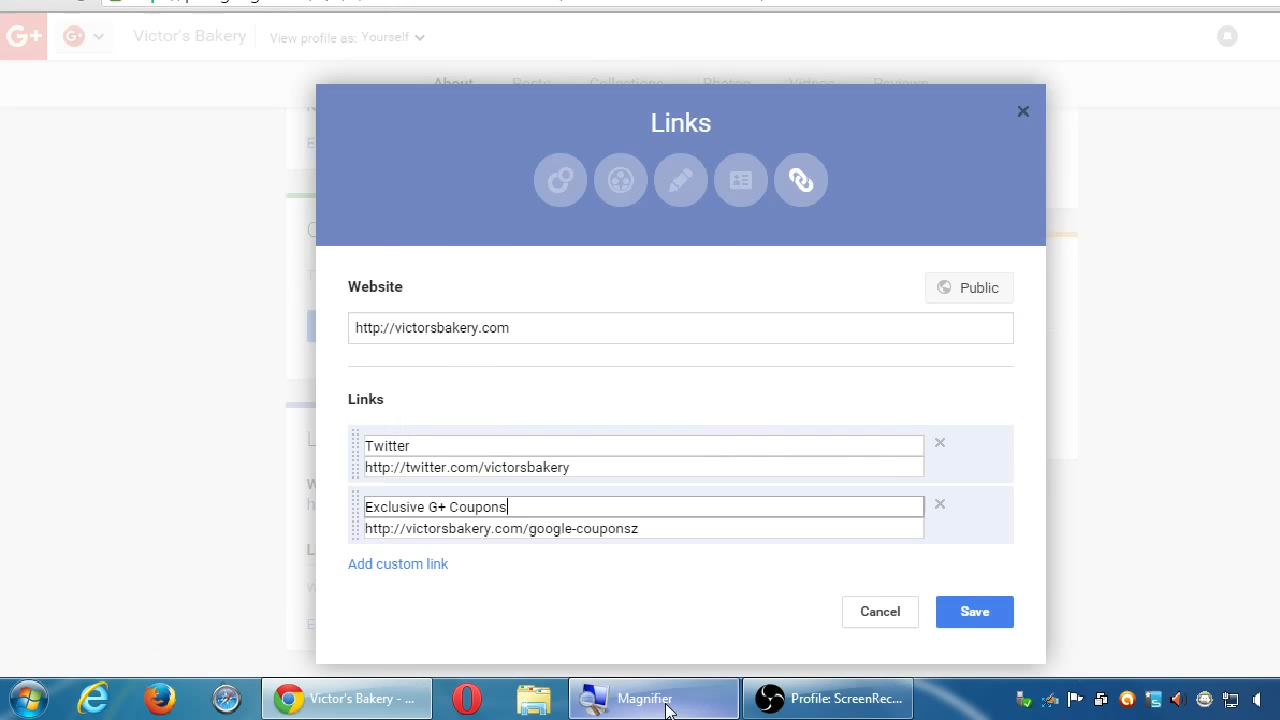 G+
G+
Victor's Bakery
View profile as: Yourself
About
Links
Website
Public
http://victorsbakery.com
Links
Twitter
http://twitter.com/victorsbakery
Exclusive G+ Coupons
http://victorsbakery.com/google-couponsz
Add custom link
Cancel
Save
Victor's Bakery - ...
Magnifier
Profile: ScreenRec...